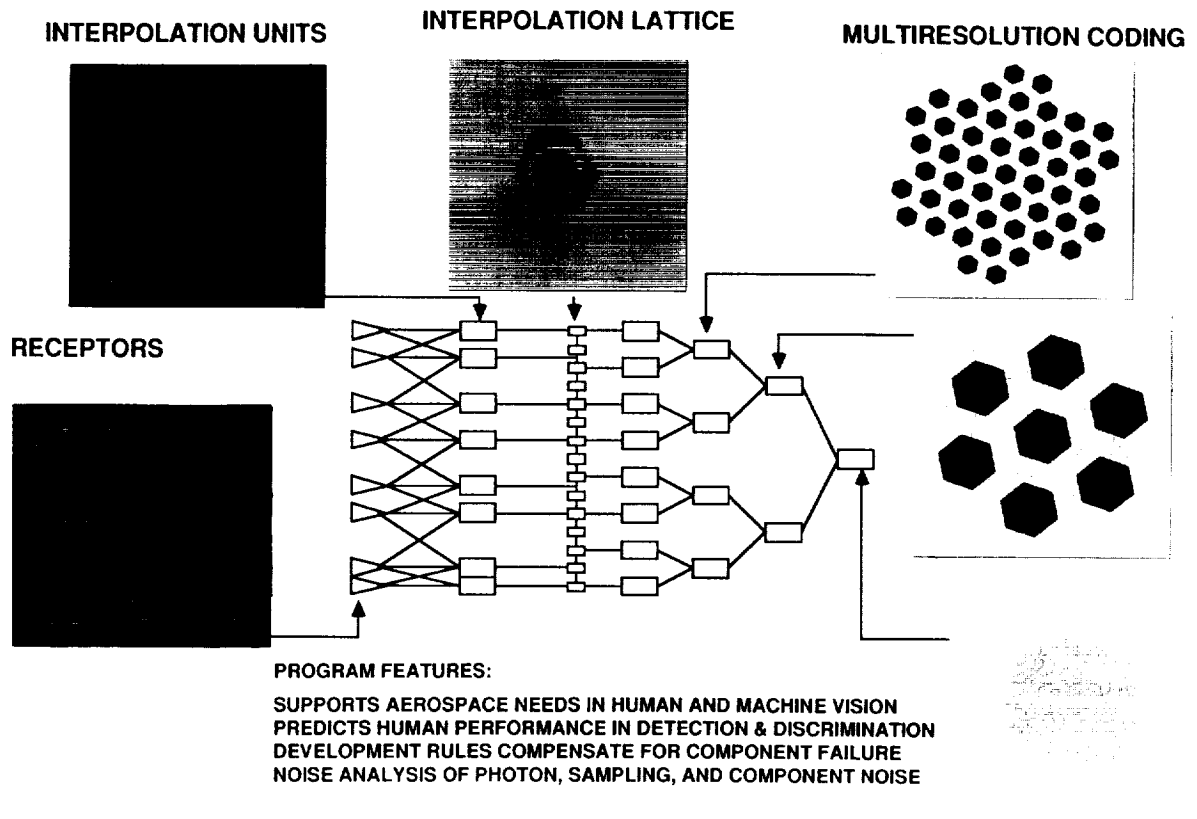 INTERPOLATION UNITS
INTERPOLATION LATTICE
MULTIRESOLUTION CODING
RECEPTORS
PROGRAM FEATURES:
SUPPORTS AEROSPACE NEEDS IN HUMAN AND MACHINE VISION
PREDICTS HUMAN PERFORMANCE IN DETECTION & DISCRIMINATION
DEVELOPMENT RULES COMPENSATE FOR COMPONENT FAILURE
NOISE ANALYSIS OF PHOTON, SAMPLING, AND COMPONENT NOISE